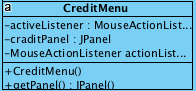 a
CreditMenu
-activeListener : MouseActionList...
-craditPanel : JPanel
-MouseActionListener actionList...
+CreditMenu()
+getPanel() : JPanel